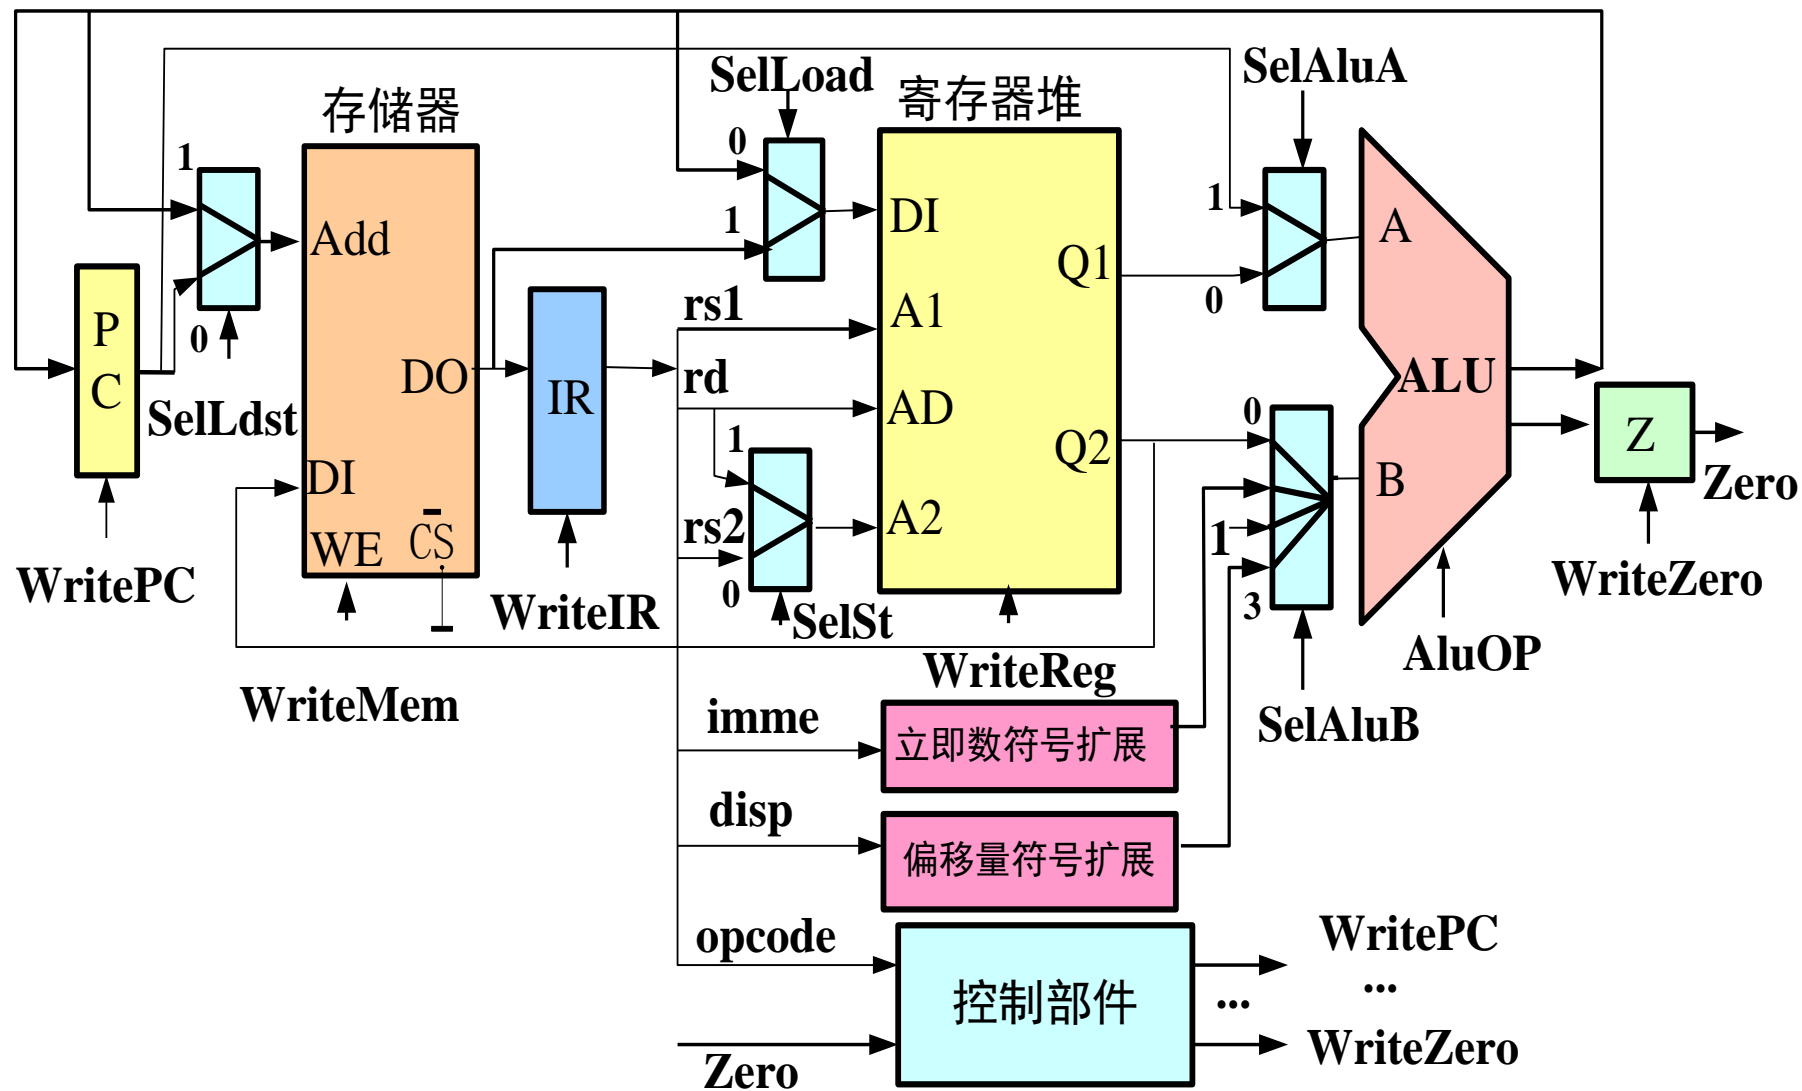 SelLoad
SelAluA
存储器
寄存器堆
1
0
Add
DI
1
1
A
Q1
rs1
0
A1
P
C
0
SelLdst
DO
IR
rd
AD
ALU
0
Z
Zero
1
Q2
B
DI
WE
CS
rs2
A2
1
0
3
WritePC
WriteIR
SelSt
WriteZero
AluOP
WriteReg
WriteMem
imme
立即数符号扩展
SelAluB
disp
偏移量符号扩展
opcode
控制部件
WritePC
...
...
WriteZero
Zero